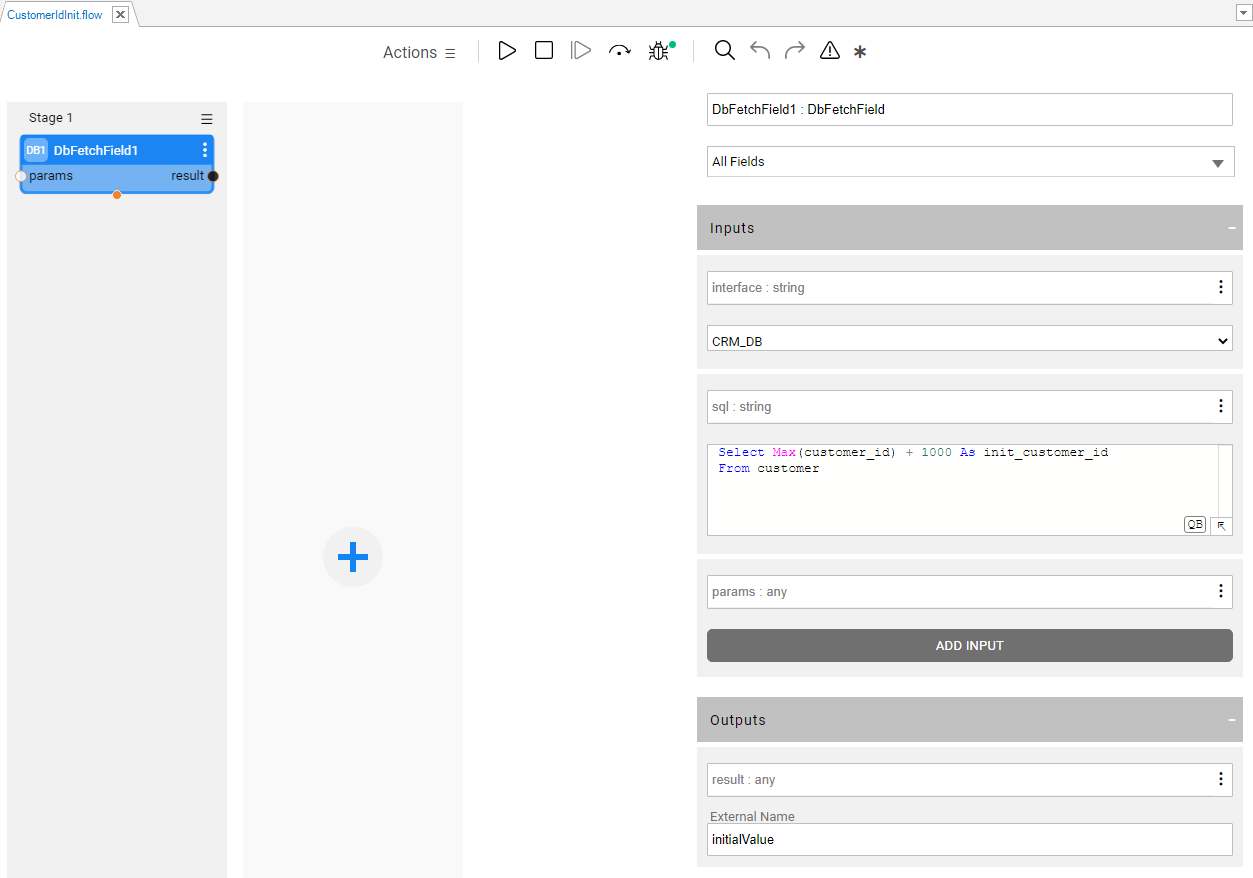 CustomerIdInit.flow
Actions
Stage 1
DB1 DbFetchField1
params result
DbFetchField1 : DbFetchField
All Fields
Inputs
interface : string
CRM_DB
sql : string
Select Max(customer_id) + 1000 As init_customer_id
From customer
QB
params : any
ADD INPUT
Outputs
result : any
External Name
initialValue